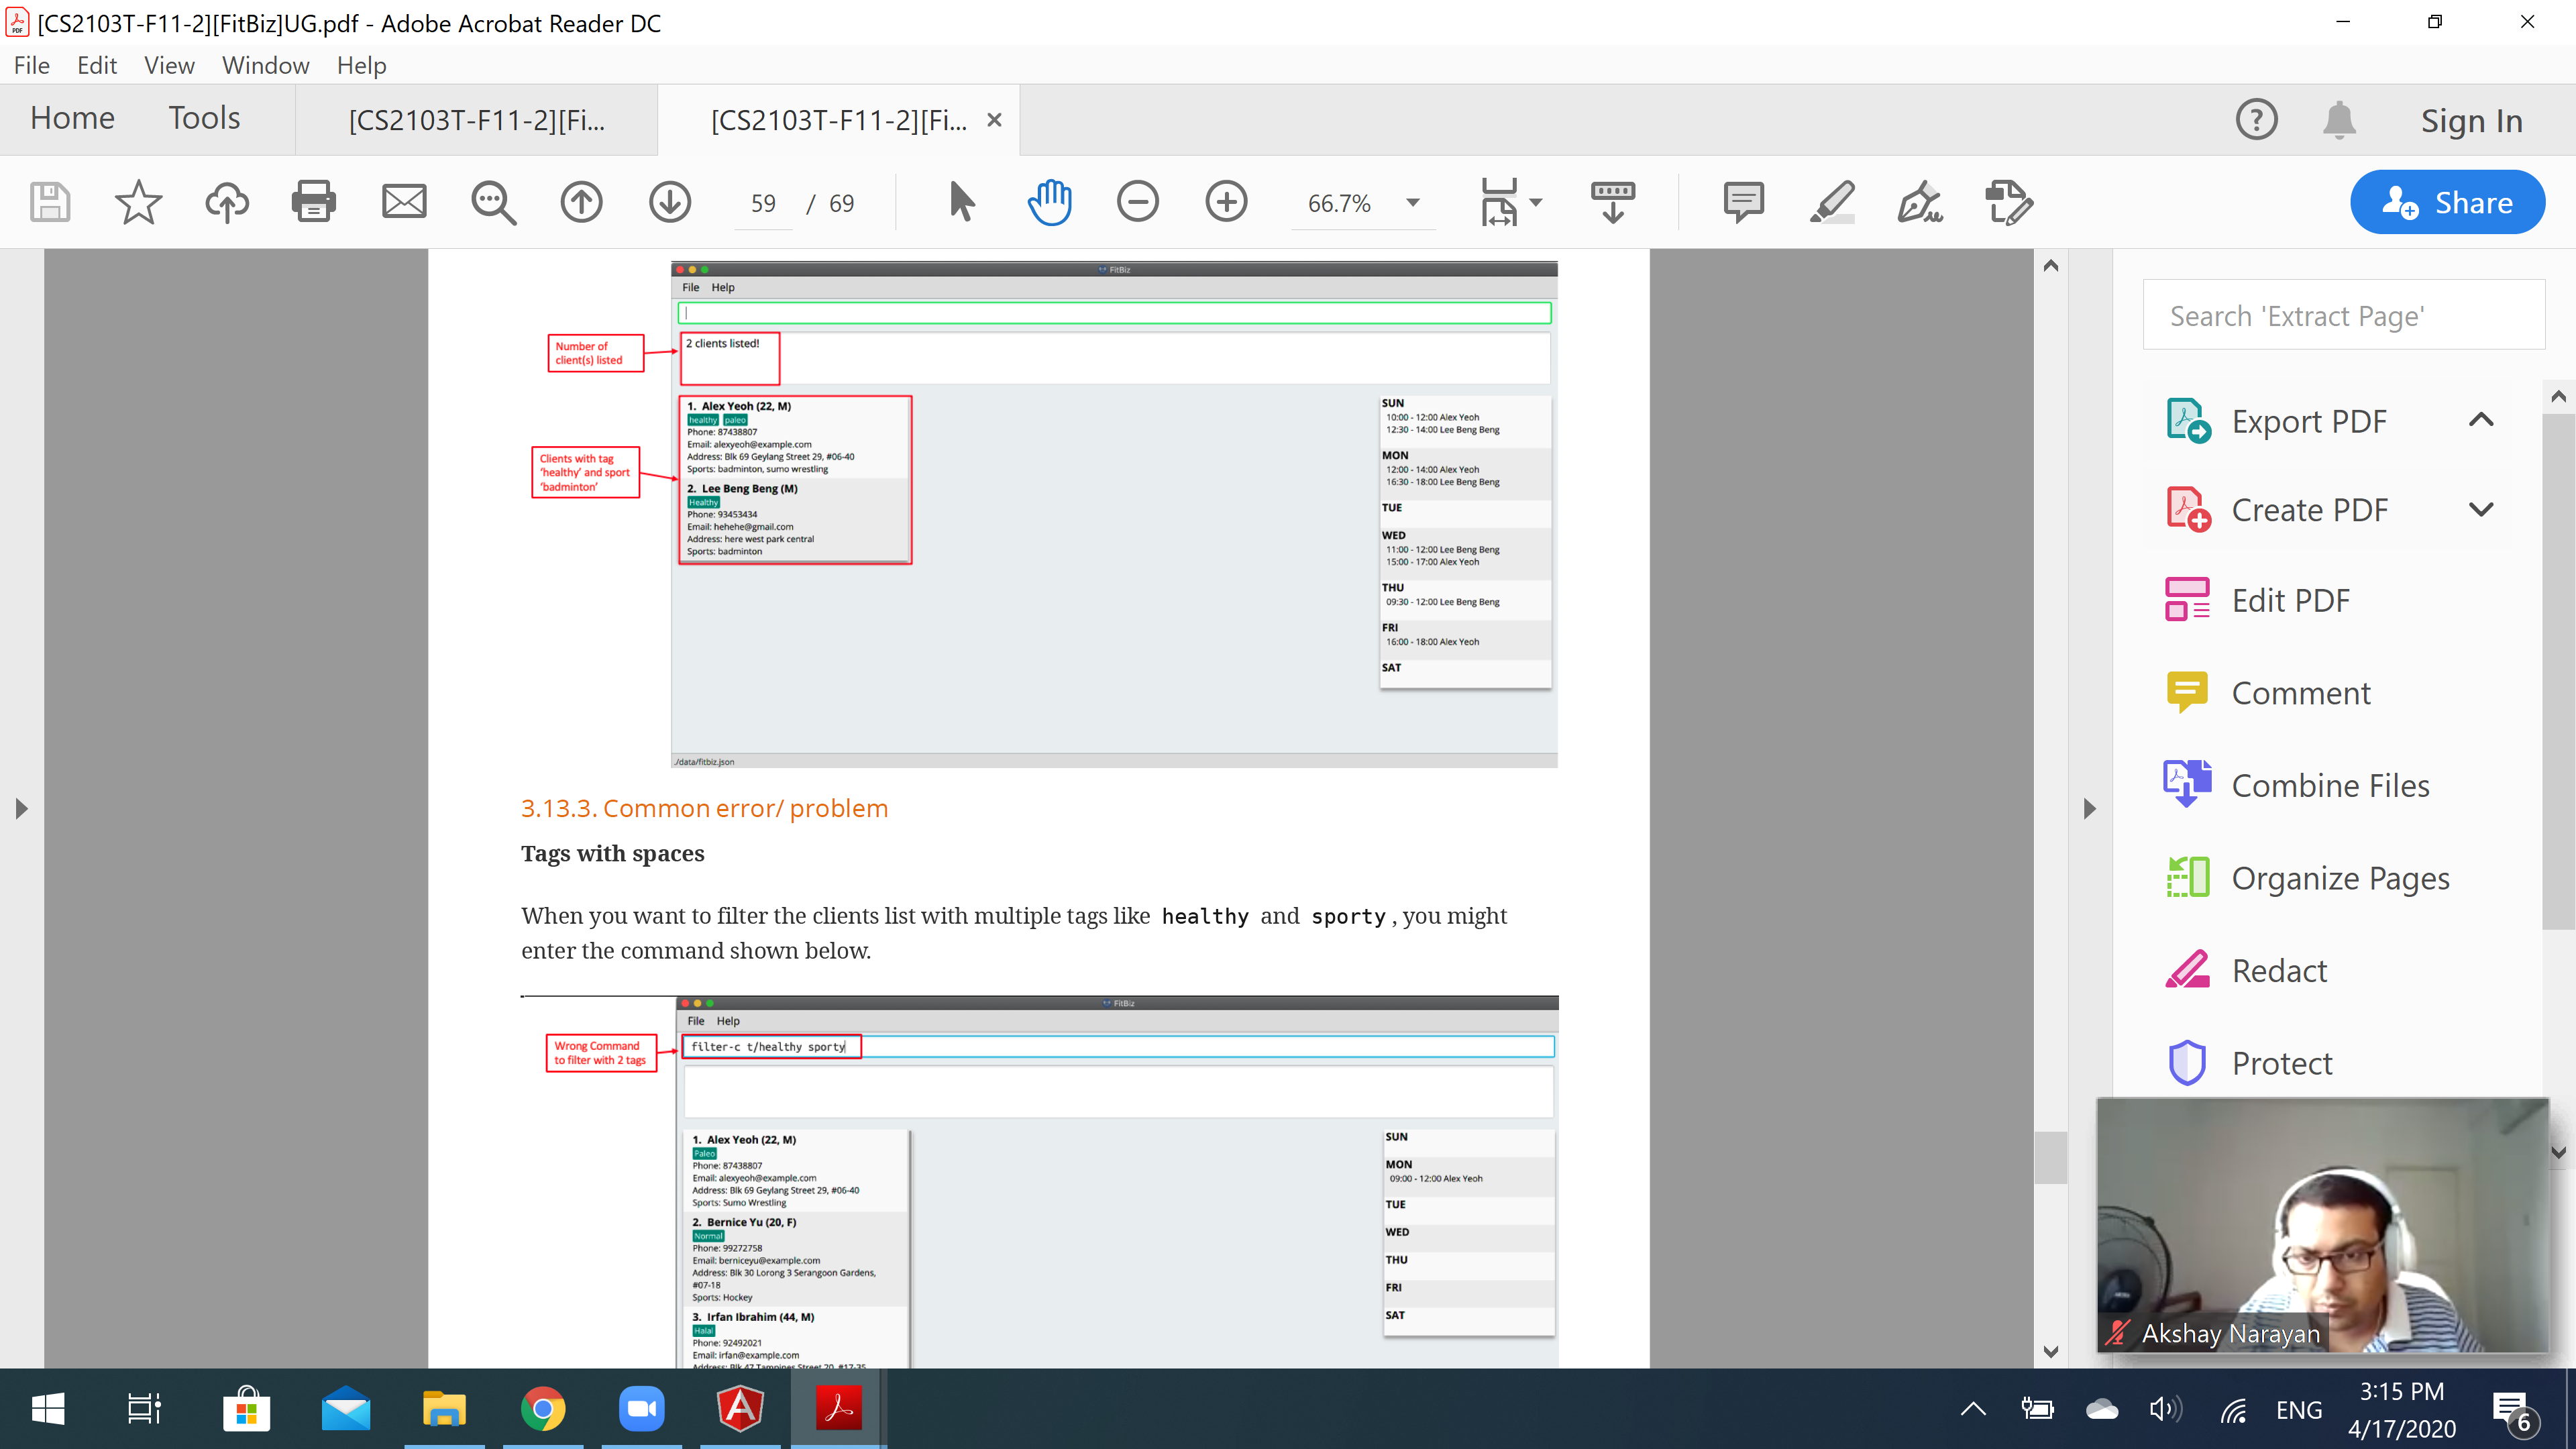 [CS2103T-F11-2][FitBiz]UG.pdf - Adobe Acrobat Reader DC
File Edit View Window Help
Home Tools [CS2103T-F11-2][Fi... [CS2103T-F11-2][Fi... Sign In
59 / 69 66.7% Share
FitBiz
File Help
Number of
client(s) listed
2 clients listed!
Clients with tag
‘healthy’ and sport
‘badminton’
1. Alex Yeoh (22, M)
healthy paleo
Phone: 87438807
Email: alexyeoh@example.com
Address: Blk 69 Geylang Street 29, #06-40
Sports: badminton, sumo wrestling
2. Lee Beng Beng (M)
Healthy
Phone: 93453434
Email: hehehe@gmail.com
Address: here west park central
Sports: badminton
SUN
10:00 - 12:00 Alex Yeoh
12:30 - 14:00 Lee Beng Beng
MON
12:00 - 14:00 Alex Yeoh
16:30 - 18:00 Lee Beng Beng
TUE
WED
11:00 - 12:00 Lee Beng Beng
15:00 - 17:00 Alex Yeoh
THU
09:30 - 12:00 Lee Beng Beng
FRI
16:00 - 18:00 Alex Yeoh
SAT
./data/fitbiz.json
3.13.3. Common error/ problem
Tags with spaces
When you want to filter the clients list with multiple tags like healthy and sporty, you might
enter the command shown below.
FitBiz
File Help
Wrong Command
to filter with 2 tags
filter-c t/healthy sporty
1. Alex Yeoh (22, M)
Paleo
Phone: 87438807
Email: alexyeoh@example.com
Address: Blk 69 Geylang Street 29, #06-40
Sports: Sumo Wrestling
2. Bernice Yu (20, F)
Normal
Phone: 99272758
Email: berniceyu@example.com
Address: Blk 30 Lorong 3 Serangoon Gardens,
#07-18
Sports: Hockey
3. Irfan Ibrahim (44, M)
Halal
Phone: 92492021
Email: irfan@example.com
Address: Blk 47 Tampines Street 20, #17-35
SUN
MON
09:00 - 12:00 Alex Yeoh
TUE
WED
THU
FRI
SAT
Search 'Extract Page'
Export PDF
Create PDF
Edit PDF
Comment
Combine Files
Organize Pages
Redact
Protect
Akshay Narayan
ENG
3:15 PM
4/17/2020
6